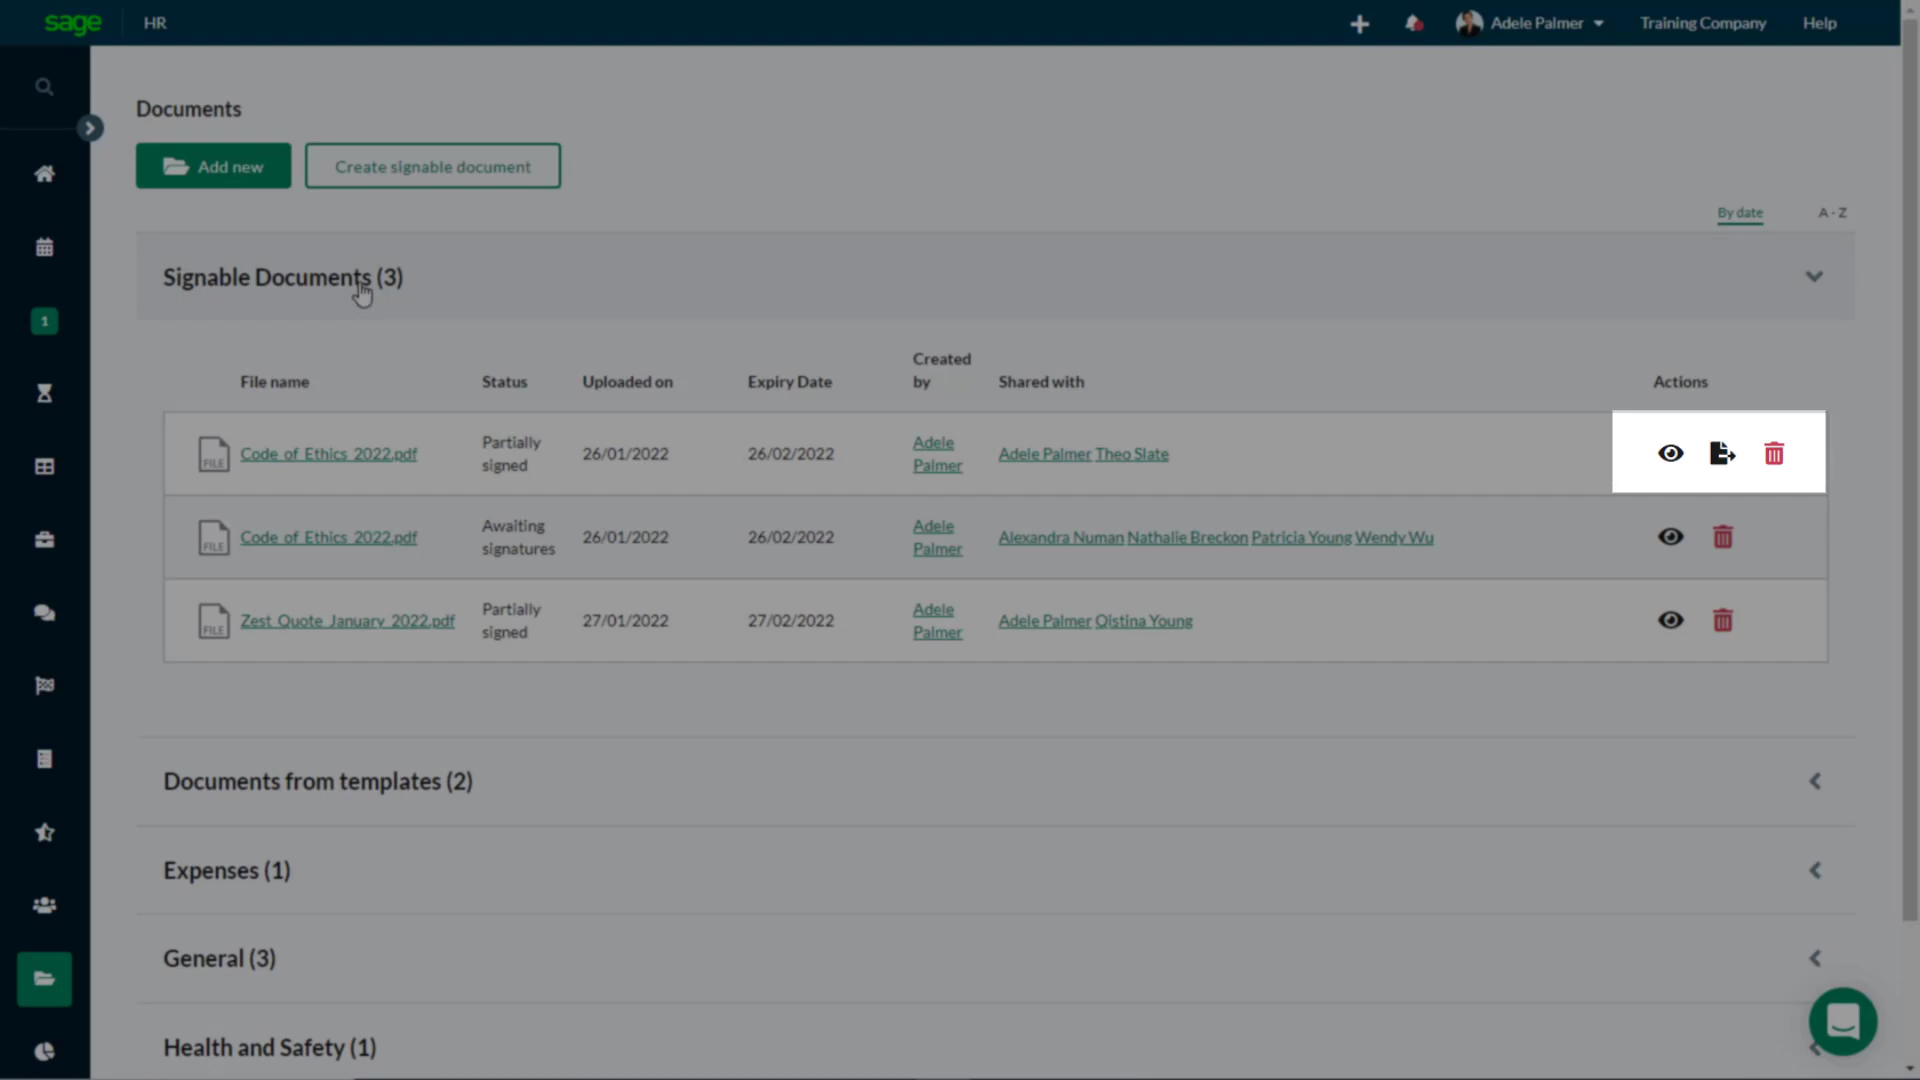 sage HR Adele Palmer Training Company Help
Documents
Add new Create signable document
By date A - Z
Signable Documents (3)
File name Status Uploaded on Expiry Date Created by Shared with Actions
FILE Code of Ethics 2022.pdf Partially signed 26/01/2022 26/02/2022 Adele Palmer Adele Palmer Theo Slate
FILE Code of Ethics 2022.pdf Awaiting signatures 26/01/2022 26/02/2022 Adele Palmer Alexandra Numan Nathalie Breckon Patricia Young Wendy Wu
FILE Zest Quote January 2022.pdf Partially signed 27/01/2022 27/02/2022 Adele Palmer Adele Palmer Qistina Young
1
Documents from templates (2)
Expenses (1)
General (3)
Health and Safety (1)